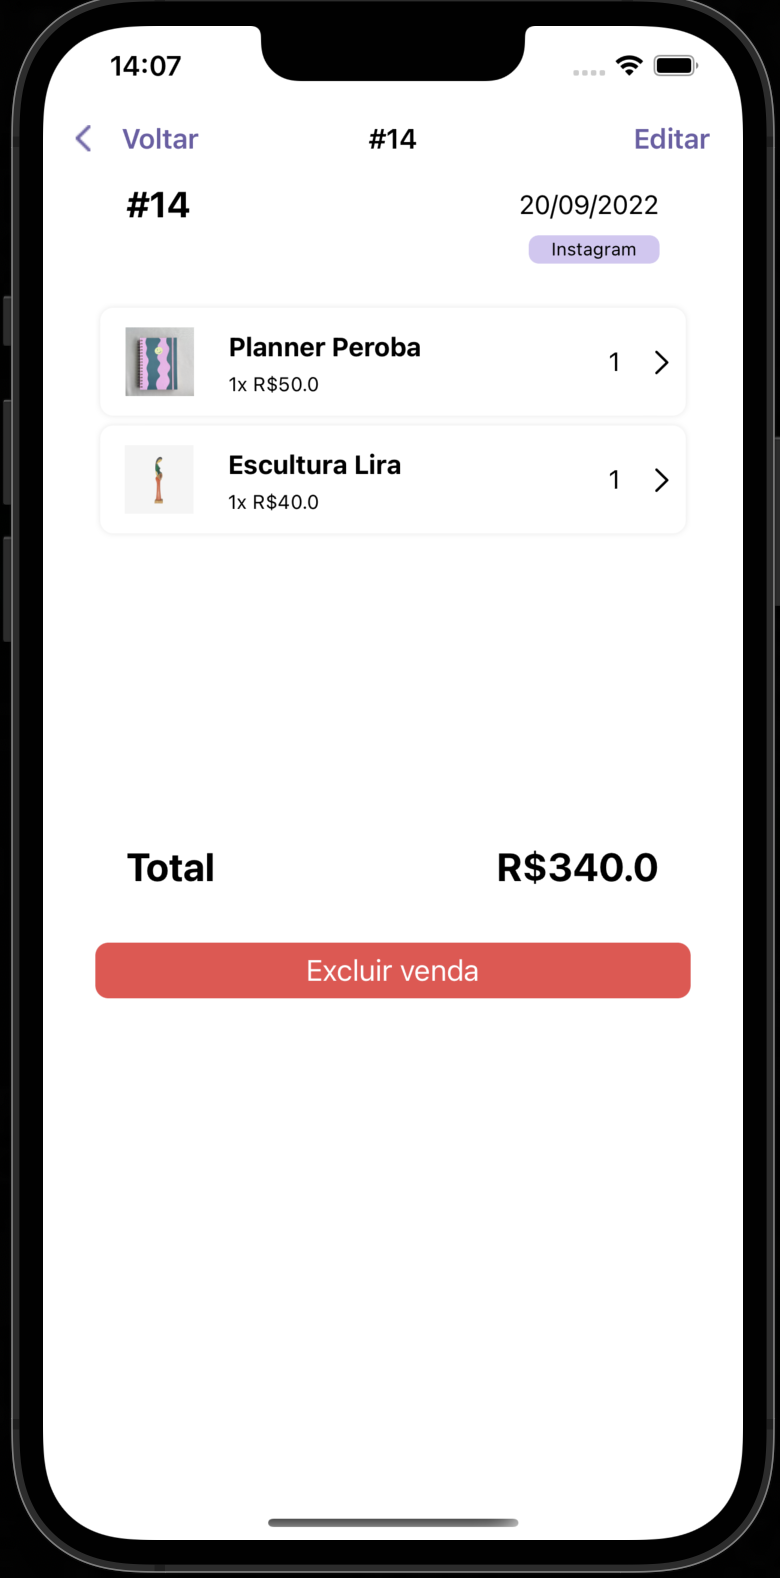 14:07
Voltar #14 Editar
#14 20/09/2022
Instagram
Planner Peroba
1x R$50.0
1
Escultura Lira
1x R$40.0
1
Total R$340.0
Excluir venda